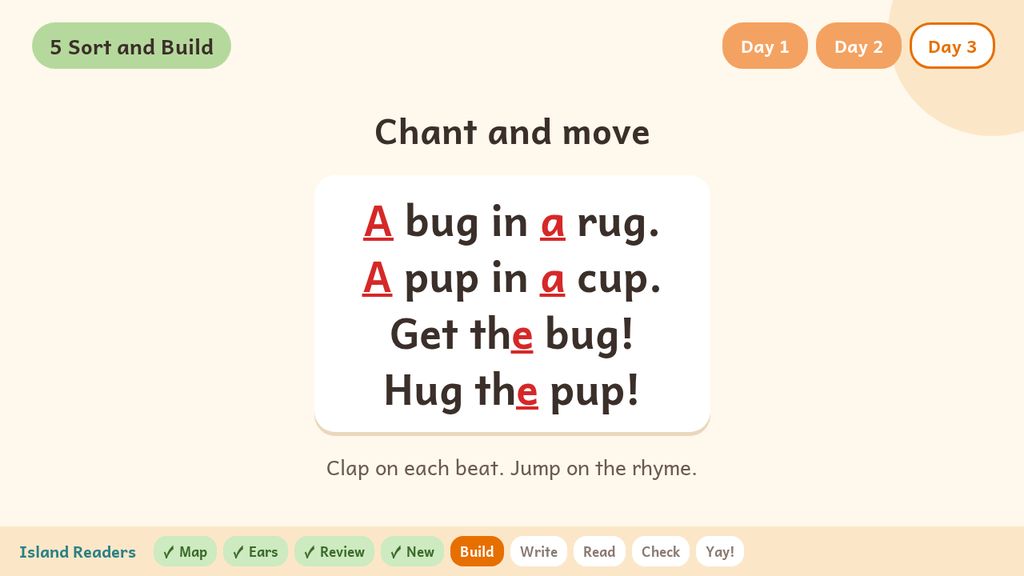 5 Sort and Build
Day 1 Day 2 Day 3
Chant and move
A bug in a rug.
A pup in a cup.
Get the bug!
Hug the pup!
Clap on each beat. Jump on the rhyme.
Island Readers ✓ Map ✓ Ears ✓ Review ✓ New Build Write Read Check Yay!